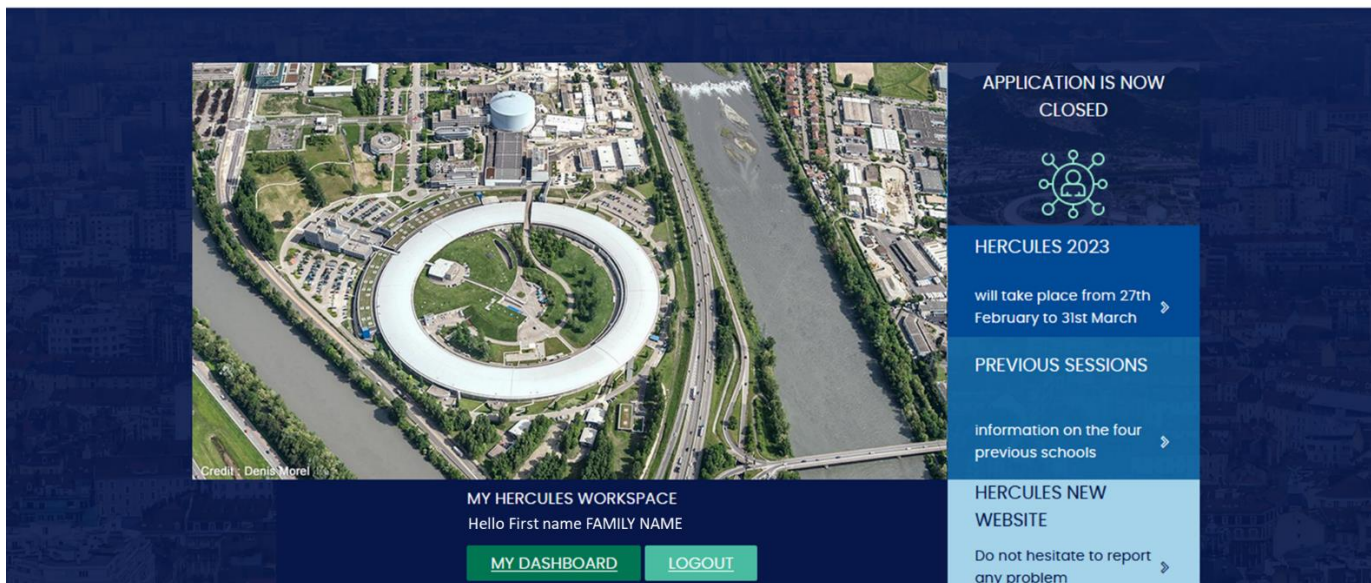 APPLICATION IS NOW
CLOSED
HERCULES 2023
will take place from 27th
February to 31st March
PREVIOUS SESSIONS
information on the four
previous schools
Credit : Denis Morel
MY HERCULES WORKSPACE
Hello First name FAMILY NAME
MY DASHBOARD
LOGOUT
HERCULES NEW
WEBSITE
Do not hesitate to report
any problem